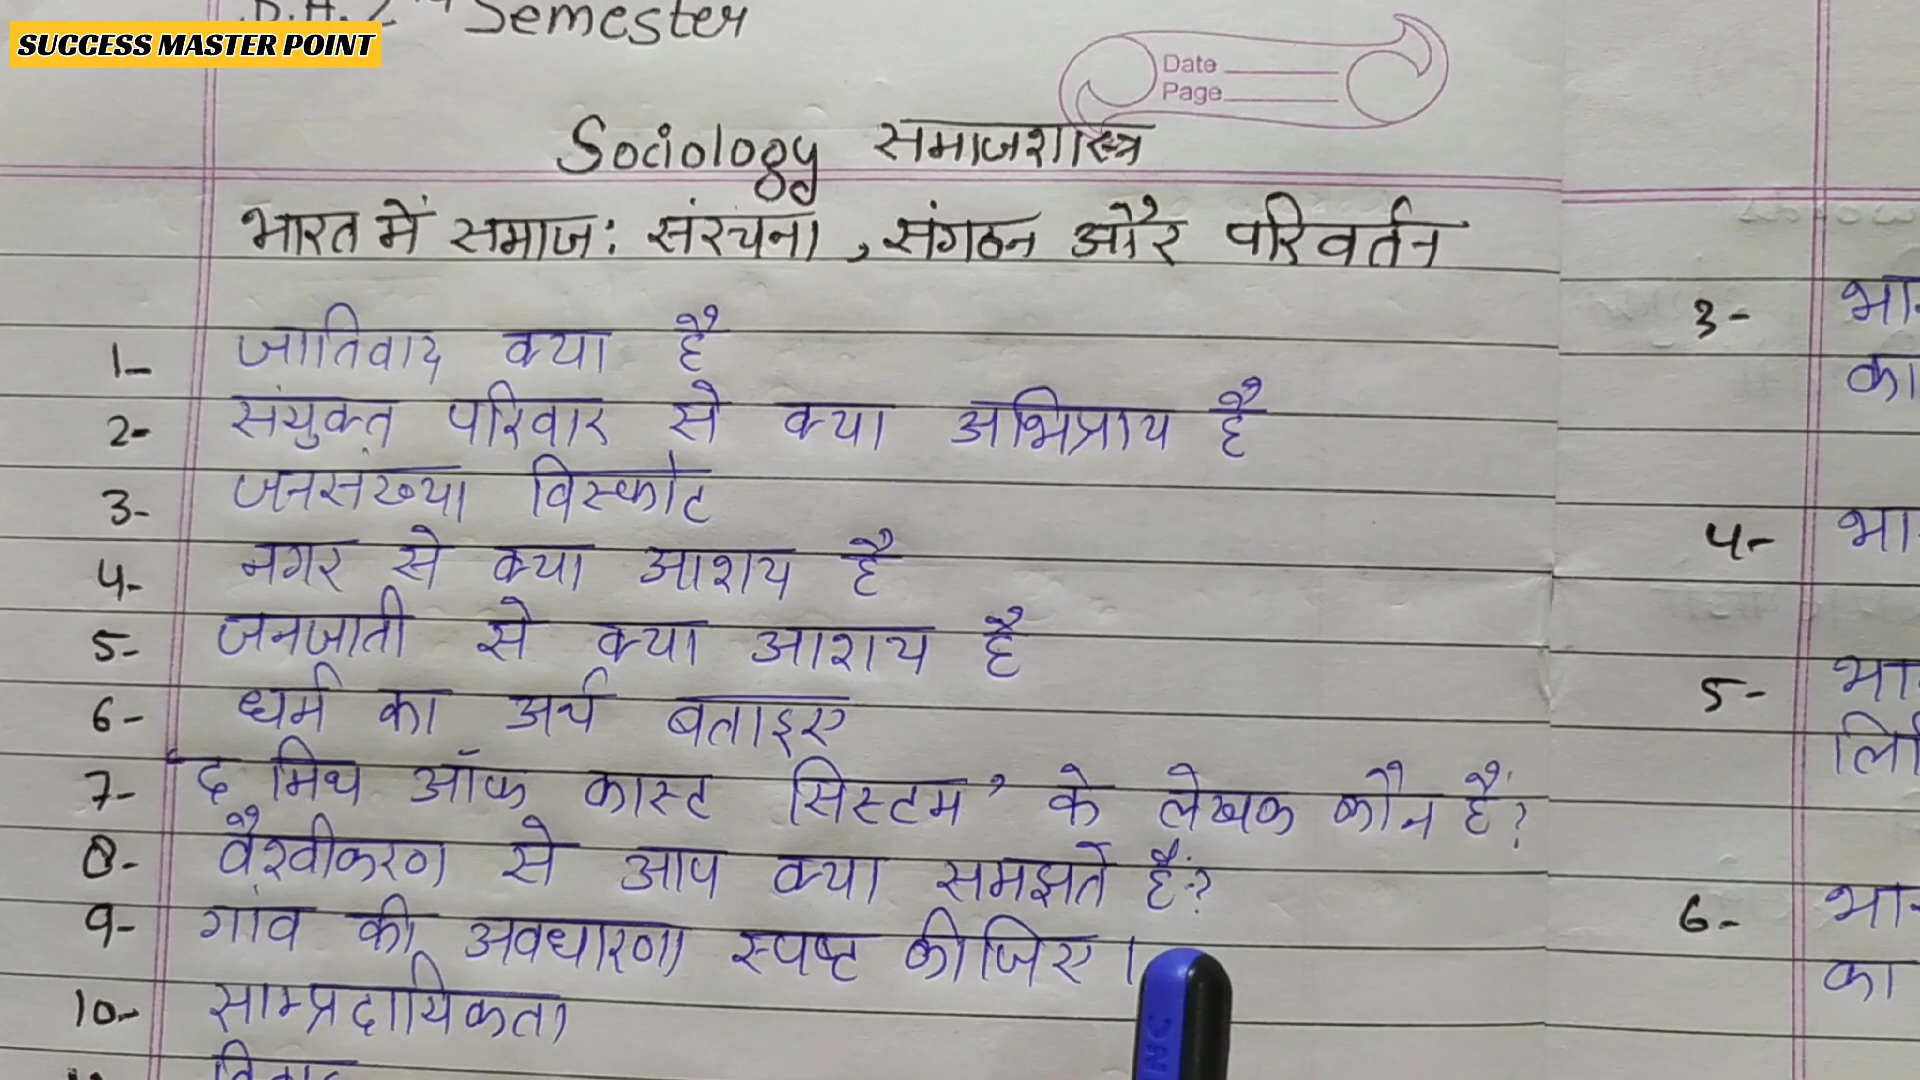 SUCCESS MASTER POINT
Semester
Date
Page
Sociology समाजशास्त्र
भारत में समाज: संरचना, संगठन और परिवर्तन
1- जातिवाद क्या है
2- संयुक्त परिवार से क्या अभिप्राय है
3- जनसंख्या विस्फोट
4- नगर से क्या आशय है
5- जनजाती से क्या आशय है
6- धर्म का अर्थ बताइए
7- 'द मिथ ऑफ कास्ट सिस्टम' के लेखक कौन हैं?
8- वैश्वीकरण से आप क्या समझते हैं?
9- गांव की अवधारणा स्पष्ट कीजिए।
10- साम्प्रदायिकता
3-
का
4-
5-
6-
का
NC